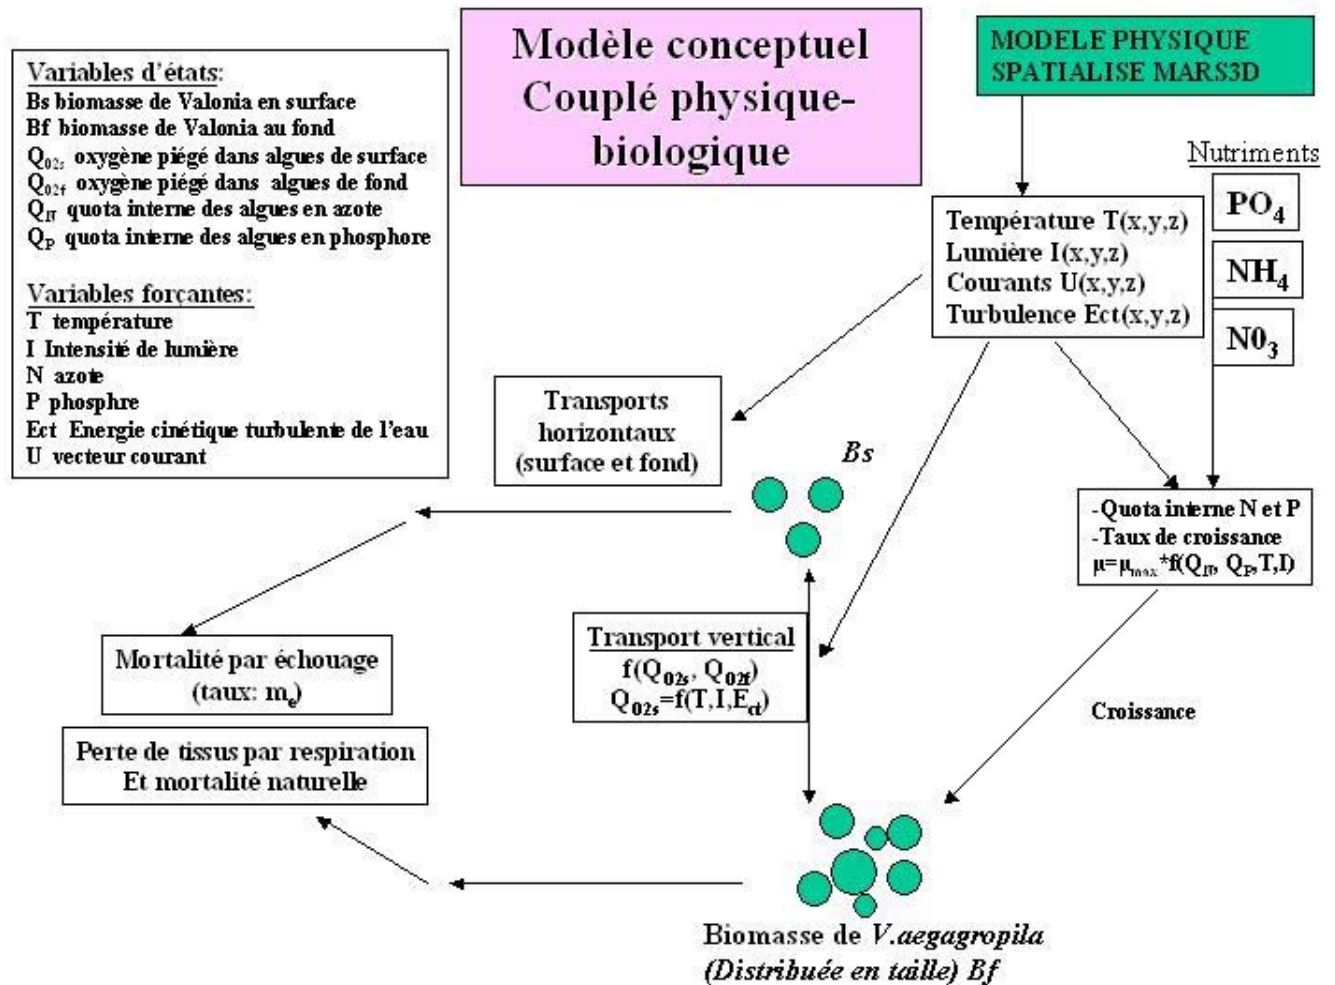 Modèle conceptuel
Couplé physique-
biologique
MODELE PHYSIQUE
SPATIALISE MARS3D
Variables d'états:
Bs biomasse de Valonia en surface
Bf biomasse de Valonia au fond
Q02s oxygène piégé dans algues de surface
Q02f oxygène piégé dans algues de fond
QN quota interne des algues en azote
QP quota interne des algues en phosphore
Variables forçantes:
T température
I Intensité de lumière
N azote
P phosphre
Ect Energie cinétique turbulente de l'eau
U vecteur courant
Nutriments
PO4
NH4
N03
Température T(x,y,z)
Lumière I(x,y,z)
Courants U(x,y,z)
Turbulence Ect(x,y,z)
Transports
horizontaux
(surface et fond)
Bs
-Quota interne N et P
-Taux de croissance
μ=μmax*f(QN, QP,T,I)
Transport vertical
f(Q02s, Q02f)
Q02s=f(T,I,Ect)
Mortalité par échouage
(taux: me)
Perte de tissus par respiration
Et mortalité naturelle
Croissance
Biomasse de V.aegagropila
(Distribuée en taille) Bf